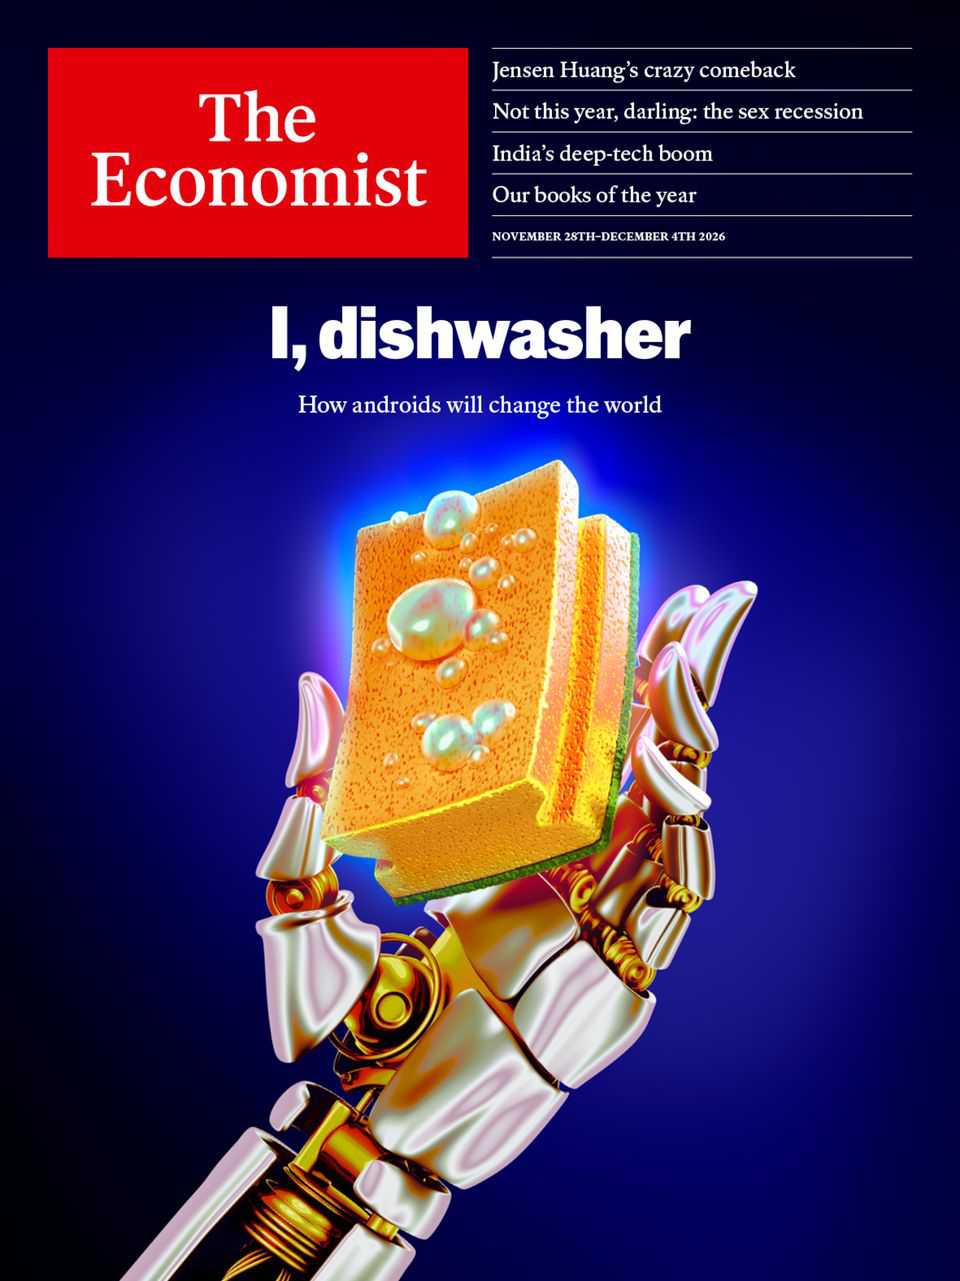 The
Economist
Jensen Huang’s crazy comeback
Not this year, darling: the sex recession
India’s deep-tech boom
Our books of the year
NOVEMBER 28TH–DECEMBER 4TH 2026
I, dishwasher
How androids will change the world